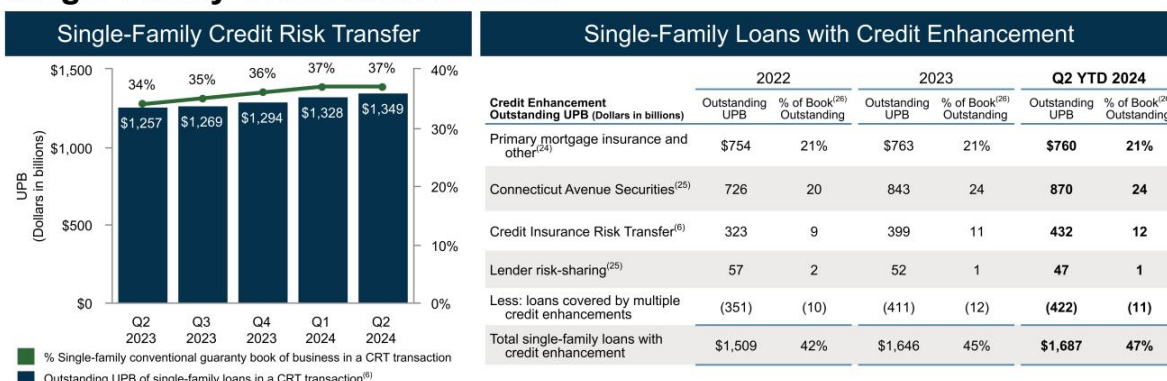 Single-Family Credit Risk Transfer
$1,500
$1,000
$500
$0
UPB
(Dollars in billions)
34%
35%
36%
37%
37%
$1,257
$1,269
$1,294
$1,328
$1,349
40%
30%
20%
10%
0%
Q2 2023
Q3 2023
Q4 2023
Q1 2024
Q2 2024
% Single-family conventional guaranty book of business in a CRT transaction
Outstanding UPB of single-family loans in a CRT transaction(6)
Single-Family Loans with Credit Enhancement
2022 2023 Q2 YTD 2024
Credit Enhancement Outstanding UPB (Dollars in billions) Outstanding UPB % of Book(26) Outstanding Outstanding UPB % of Book(26) Outstanding Outstanding UPB % of Book(26) Outstanding
Primary mortgage insurance and other(24) $754 21% $763 21% $760 21%
Connecticut Avenue Securities(25) 726 20 843 24 870 24
Credit Insurance Risk Transfer(6) 323 9 399 11 432 12
Lender risk-sharing(25) 57 2 52 1 47 1
Less: loans covered by multiple credit enhancements (351) (10) (411) (12) (422) (11)
Total single-family loans with credit enhancement $1,509 42% $1,646 45% $1,687 47%